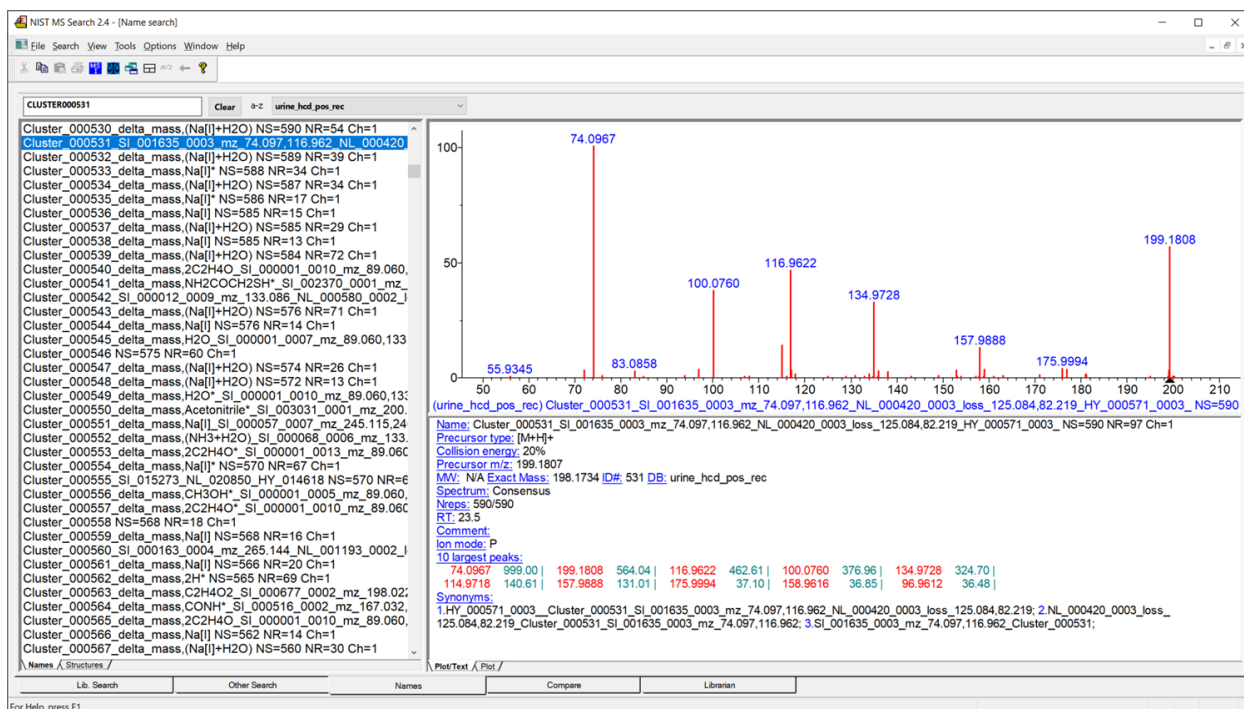 NIST MS Search 2.4 - [Name search]
File Search View Tools Options Window Help
CLUSTER000531 Clear a-z urine_hcd_pos_rec
Cluster_000530_delta_mass,(Na[I]+H2O) NS=590 NR=54 Ch=1
Cluster_000531_SI_001635_0003_mz_74.097,116.962_NL_000420
Cluster_000532_delta_mass,(Na[I]+H2O) NS=589 NR=39 Ch=1
Cluster_000533_delta_mass,Na[I]* NS=588 NR=34 Ch=1
Cluster_000534_delta_mass,(Na[I]+H2O) NS=587 NR=34 Ch=1
Cluster_000535_delta_mass,Na[I]* NS=586 NR=17 Ch=1
Cluster_000536_delta_mass,Na[I] NS=585 NR=15 Ch=1
Cluster_000537_delta_mass,(Na[I]+H2O) NS=585 NR=29 Ch=1
Cluster_000538_delta_mass,Na[I] NS=585 NR=13 Ch=1
Cluster_000539_delta_mass,(Na[I]+H2O) NS=584 NR=72 Ch=1
Cluster_000540_delta_mass,2C2H4O_SI_000001_0010_mz_89.060,
Cluster_000541_delta_mass,NH2COCH2SH*_SI_002370_0001_mz_
Cluster_000542_SI_000012_0009_mz_133.086_NL_000580_0002_l
Cluster_000543_delta_mass,(Na[I]+H2O) NS=576 NR=71 Ch=1
Cluster_000544_delta_mass,Na[I] NS=576 NR=14 Ch=1
Cluster_000545_delta_mass,H2O_SI_000001_0007_mz_89.060,133
Cluster_000546 NS=575 NR=60 Ch=1
Cluster_000547_delta_mass,(Na[I]+H2O) NS=574 NR=26 Ch=1
Cluster_000548_delta_mass,(Na[I]+H2O) NS=572 NR=13 Ch=1
Cluster_000549_delta_mass,H2O*_SI_000001_0010_mz_89.060,133
Cluster_000550_delta_mass,Acetonitrile*_SI_003031_0001_mz_200.
Cluster_000551_delta_mass,Na[I]_SI_000057_0007_mz_245.115,24
Cluster_000552_delta_mass,(NH3+H2O)_SI_000068_0006_mz_133.
Cluster_000553_delta_mass,2C2H4O*_SI_000001_0013_mz_89.060
Cluster_000554_delta_mass,Na[I]* NS=570 NR=67 Ch=1
Cluster_000555_SI_015273_NL_020850_HY_014618 NS=570 NR=6
Cluster_000556_delta_mass,CH3OH*_SI_000001_0005_mz_89.060,
Cluster_000557_delta_mass,2C2H4O*_SI_000001_0010_mz_89.060
Cluster_000558 NS=568 NR=18 Ch=1
Cluster_000559_delta_mass,Na[I] NS=568 NR=16 Ch=1
Cluster_000560_SI_000163_0004_mz_265.144_NL_001193_0002_l
Cluster_000561_delta_mass,Na[I] NS=566 NR=20 Ch=1
Cluster_000562_delta_mass,2H* NS=565 NR=69 Ch=1
Cluster_000563_delta_mass,C2H4O2_SI_000677_0002_mz_198.022
Cluster_000564_delta_mass,CONH*_SI_000516_0002_mz_167.032,
Cluster_000565_delta_mass,2C2H4O_SI_000001_0010_mz_89.060,
Cluster_000566_delta_mass,Na[I] NS=562 NR=14 Ch=1
Cluster_000567_delta_mass,(Na[I]+H2O) NS=560 NR=30 Ch=1
Names Structures
100
50
0
74.0967
199.1808
116.9622
100.0760
134.9728
157.9888
83.0858
175.9994
55.9345
50 60 70 80 90 100 110 120 130 140 150 160 170 180 190 200 210
(urine_hcd_pos_rec) Cluster_000531_SI_001635_0003_mz_74.097,116.962_NL_000420_0003_loss_125.084,82.219_HY_000571_0003_ NS=590
Name: Cluster_000531_SI_001635_0003_mz_74.097,116.962_NL_000420_0003_loss_125.084,82.219_HY_000571_0003_ NS=590 NR=97 Ch=1
Precursor type: [M+H]+
Collision energy: 20%
Precursor m/z: 199.1807
MW: N/A Exact Mass: 198.1734 ID#: 531 DB: urine_hcd_pos_rec
Spectrum: Consensus
Nreps: 590/590
RT: 23.5
Comment:
Ion mode: P
10 largest peaks:
74.0967 999.00 | 199.1808 564.04 | 116.9622 462.61 | 100.0760 376.96 | 134.9728 324.70 |
114.9718 140.61 | 157.9888 131.01 | 175.9994 37.10 | 158.9616 36.85 | 96.9612 36.48 |
Synonyms:
1.HY_000571_0003__Cluster_000531_SI_001635_0003_mz_74.097,116.962_NL_000420_0003_loss_125.084,82.219; 2.NL_000420_0003_loss_
125.084,82.219_Cluster_000531_SI_001635_0003_mz_74.097,116.962; 3.SI_001635_0003_mz_74.097,116.962_Cluster_000531;
Plot/Text Plot
Lib. Search Other Search Names Compare Librarian
For Help, press F1